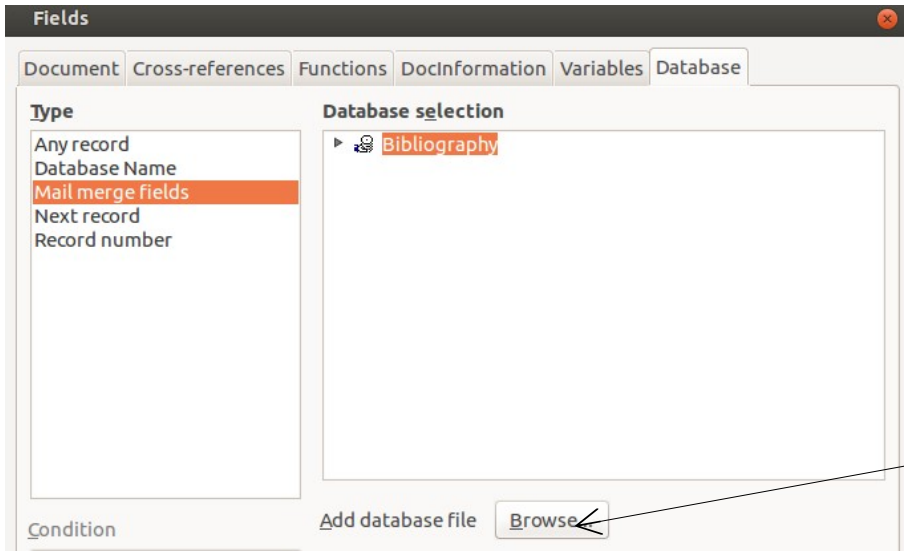 Fields
Document Cross-references Functions DocInformation Variables Database
Type
Any record
Database Name
Mail merge fields
Next record
Record number
Condition
Database selection
Bibliography
Add database file Browse...